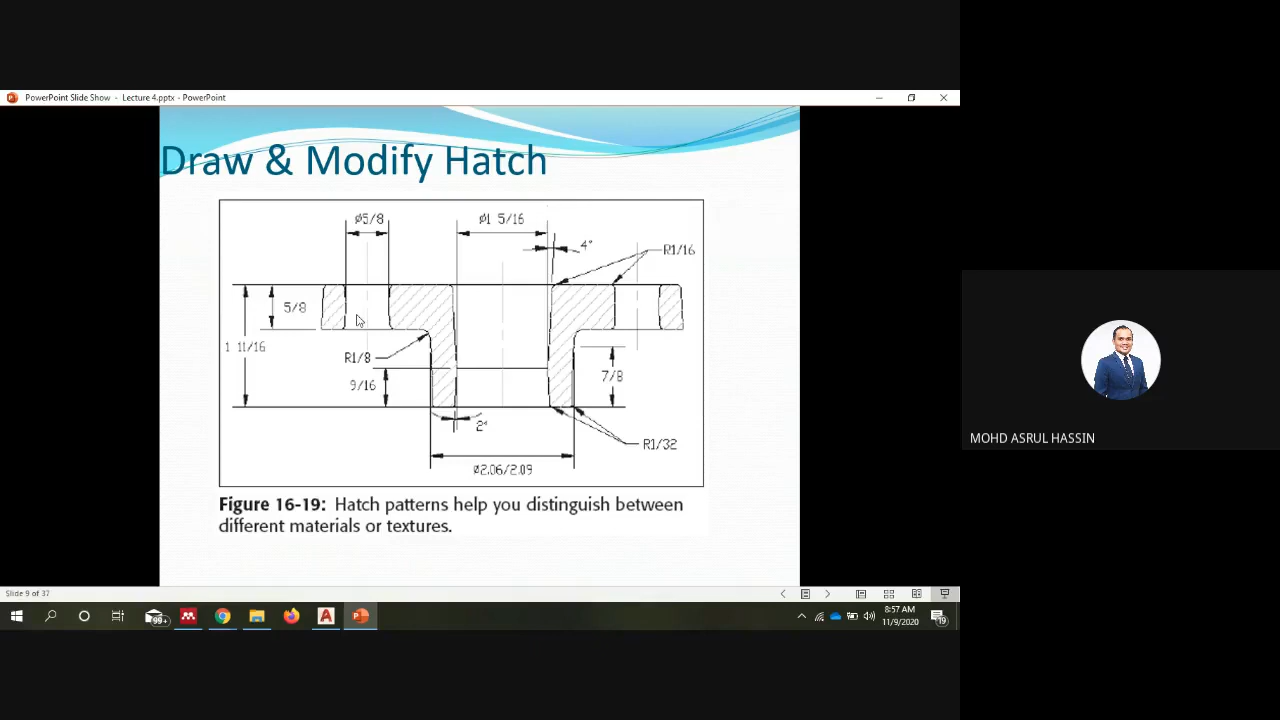 PowerPoint Slide Show - Lecture 4.pptx - PowerPoint
Draw & Modify Hatch
Ø5/8
Ø1 5/16
4°
R1/16
5/8
1 11/16
R1/8
9/16
7/8
2°
R1/32
Ø2.06/2.09
Figure 16-19: Hatch patterns help you distinguish between
different materials or textures.
MOHD ASRUL HASSIN
Slide 9 of 37
99+
8:57 AM
11/9/2020
19